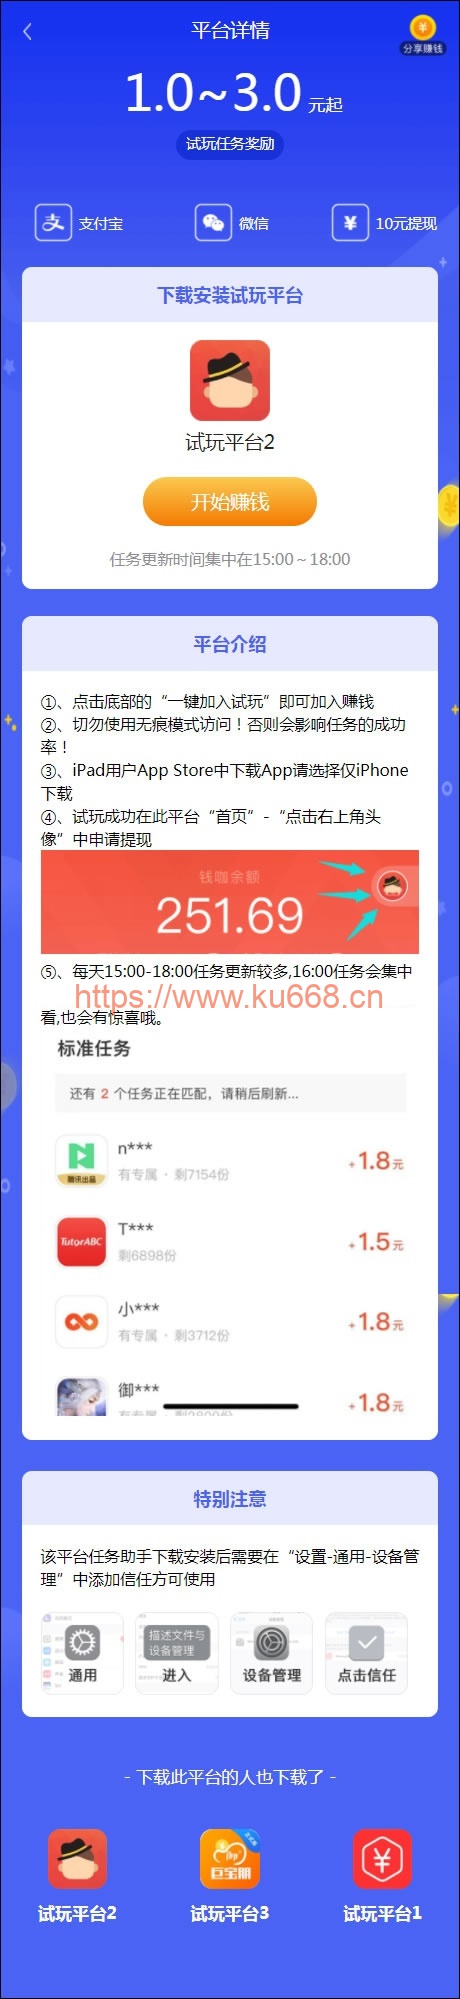 平台详情
分享赚钱
1.0~3.0 元起
试玩任务奖励
支付宝
微信
10元提现
下载安装试玩平台
试玩平台2
开始赚钱
任务更新时间集中在15:00～18:00
平台介绍
①、点击底部的“一键加入试玩”即可加入赚钱
②、切勿使用无痕模式访问！否则会影响任务的成功
率！
③、iPad用户App Store中下载App请选择仅iPhone
下载
④、试玩成功在此平台“首页”-“点击右上角头
像”中申请提现
钱咖余额
251.69
⑤、每天15:00-18:00任务更新较多,16:00任务会集中
https://www.ku668.cn
看,也会有惊喜哦。
标准任务
还有 2 个任务正在匹配，请稍后刷新...
n***
有专属 · 剩7154份
+1.8元
腾讯出品
T***
剩6898份
+1.5元
TutorABC
小***
有专属 · 剩3712份
+1.8元
御***
+1.8元
特别注意
该平台任务助手下载安装后需要在“设置-通用-设备管
理”中添加信任方可使用
通用
描述文件与
设备管理
进入
设备管理
点击信任
- 下载此平台的人也下载了 -
巨宝朋
试玩平台2
试玩平台3
试玩平台1